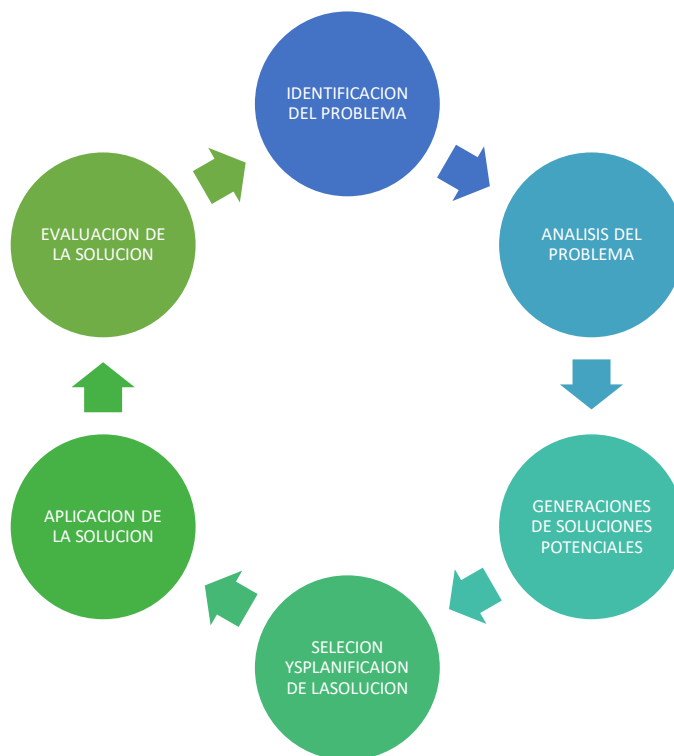 IDENTIFICACION
DEL PROBLEMA
ANALISIS DEL
PROBLEMA
GENERACIONES
DE SOLUCIONES
POTENCIALES
SELECION
YSPLANIFICAION
DE LASOLUCION
APLICACION DE
LA SOLUCION
EVALUACION DE
LA SOLUCION